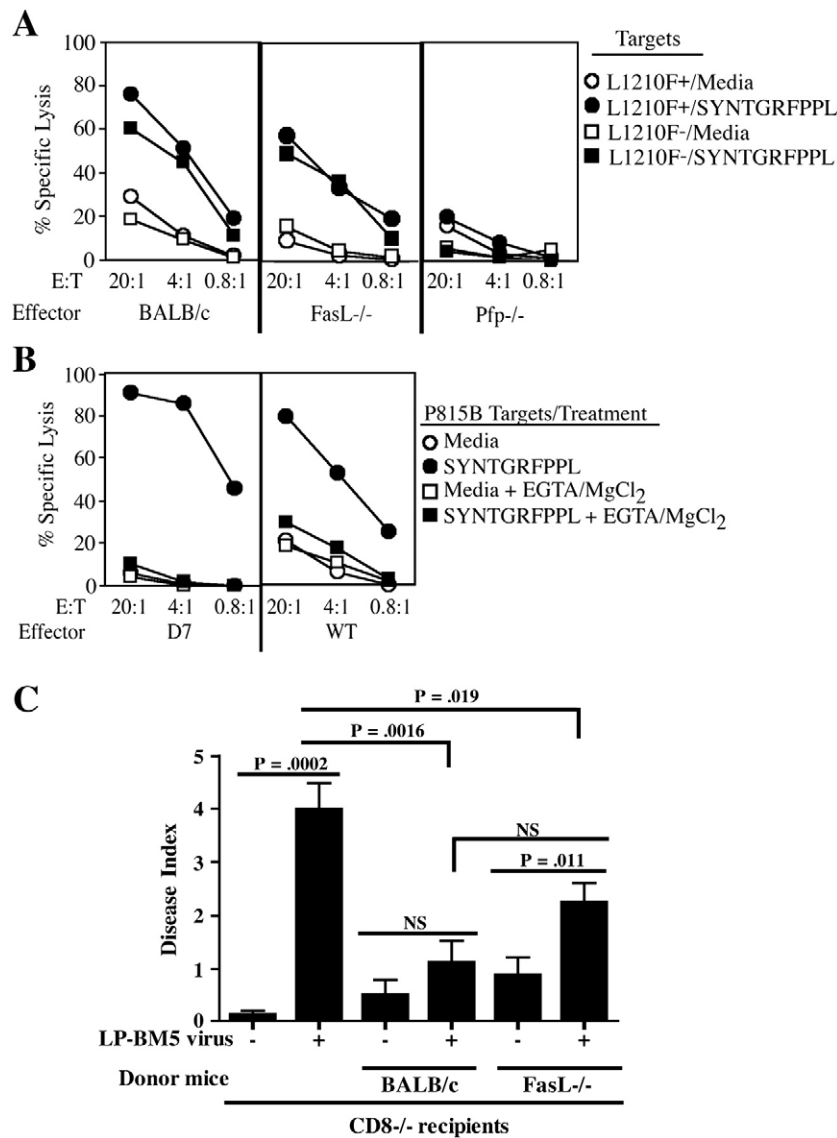 A
100
80
60
40
20
0
% Specific Lysis
E:T 20:1 4:1 0.8:1 20:1 4:1 0.8:1 20:1 4:1 0.8:1
Effector BALB/c FasL-/- Pfp-/-
Targets
L1210F+/Media
L1210F+/SYNTGRFPPL
L1210F-/Media
L1210F-/SYNTGRFPPL
B
100
80
60
40
20
0
% Specific Lysis
E:T 20:1 4:1 0.8:1 20:1 4:1 0.8:1
Effector D7 WT
P815B Targets/Treatment
Media
SYNTGRFPPL
Media + EGTA/MgCl2
SYNTGRFPPL + EGTA/MgCl2
C
P = .019
P = .0016
P = .0002
NS
P = .011
NS
5
4
3
2
1
0
Disease Index
LP-BM5 virus - + - + - +
Donor mice BALB/c FasL-/-
CD8-/- recipients